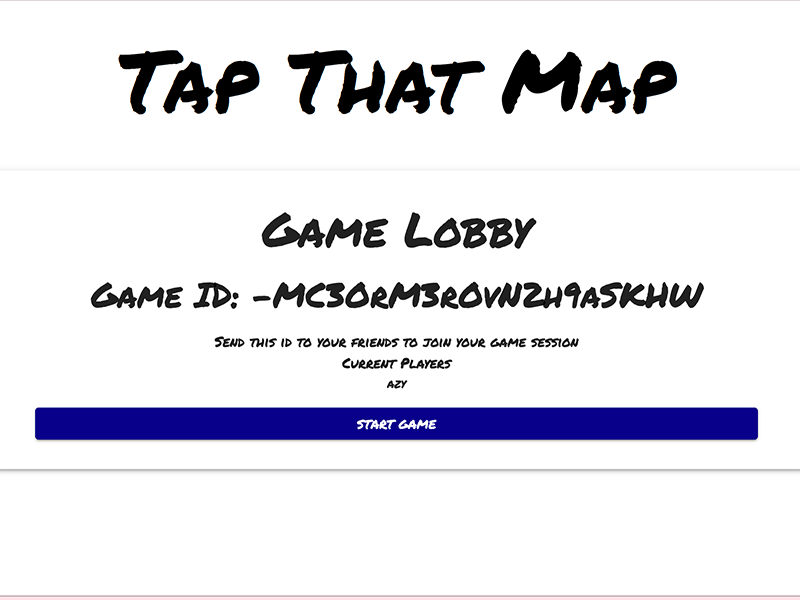 Tap That Map
Game Lobby
Game ID: -MC3OrM3rOvN2h9aSKHW
Send this id to your friends to join your game session
Current Players
azy
START GAME